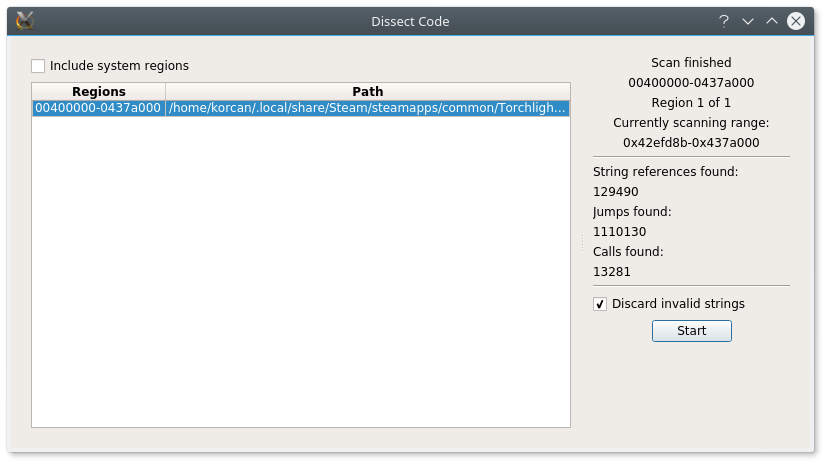 Dissect Code
Include system regions
Regions Path
00400000-0437a000 /home/korcan/.local/share/Steam/steamapps/common/Torchligh...
Scan finished
00400000-0437a000
Region 1 of 1
Currently scanning range:
0x42efd8b-0x437a000
String references found:
129490
Jumps found:
1110130
Calls found:
13281
Discard invalid strings
Start